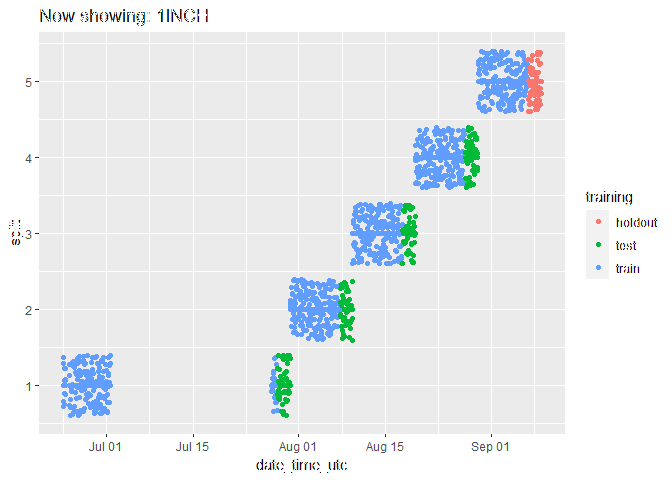 Now showing: 1INCH
5
4
3
2
1
split
Jul 01
Jul 15
Aug 01
Aug 15
Sep 01
date_time_utc
training
holdout
test
train